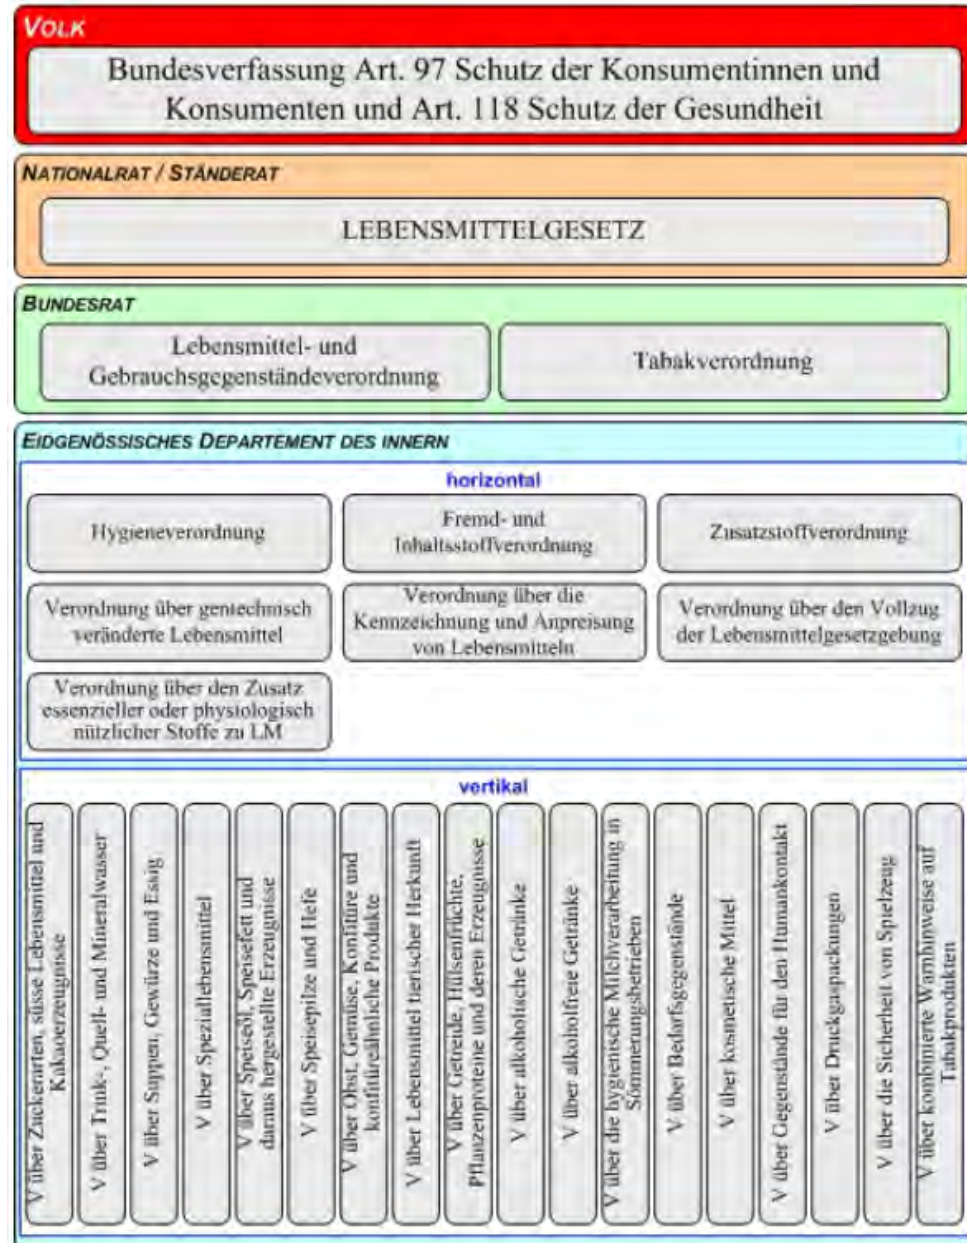 VOLK
Bundesverfassung Art. 97 Schutz der Konsumentinnen und
Konsumenten und Art. 118 Schutz der Gesundheit
NATIONALRAT / STÄNDERAT
LEBENSMITTELGESETZ
BUNDESRAT
Lebensmittel- und
Gebrauchsgegenständeverordnung
Tabakverordnung
EIDGENÖSSISCHES DEPARTEMENT DES INNERN
horizontal
Hygieneverordnung
Fremd- und
Inhaltsstoffverordnung
Zusatzstoffverordnung
Verordnung über gentechnisch
veränderte Lebensmittel
Verordnung über die
Kennzeichnung und Anpreisung
von Lebensmitteln
Verordnung über den Vollzug
der Lebensmittelgesetzgebung
Verordnung über den Zusatz
essenzieller oder physiologisch
nützlicher Stoffe zu LM
vertikal
V über Zuckerarten, süsse Lebensmittel und
Kakaoerzeugnisse
V über Trink-, Quell- und Mineralwasser
V über Suppen, Gewürze und Essig
V über Speziallebensmittel
V über Speiseöl, Speisefett und
daraus hergestellte Erzeugnisse
V über Speisepilze und Hefe
V über Obst, Gemüse, Konfitüre und
konfitüreähnliche Produkte
V über Lebensmittel tierischer Herkunft
V über Getreide, Hülsenfrüchte,
Pflanzenproteine und deren Erzeugnisse
V über alkoholische Getränke
V über alkoholfreie Getränke
V über die hygienische Milchverarbeitung in
Sömmerungsbetrieben
V über Bedarfsgegenstände
V über kosmetische Mittel
V über Gegenstände für den Humankontakt
V über Druckgaspackungen
V über die Sicherheit von Spielzeug
V über kombinierte Warnhinweise auf
Tabakprodukten